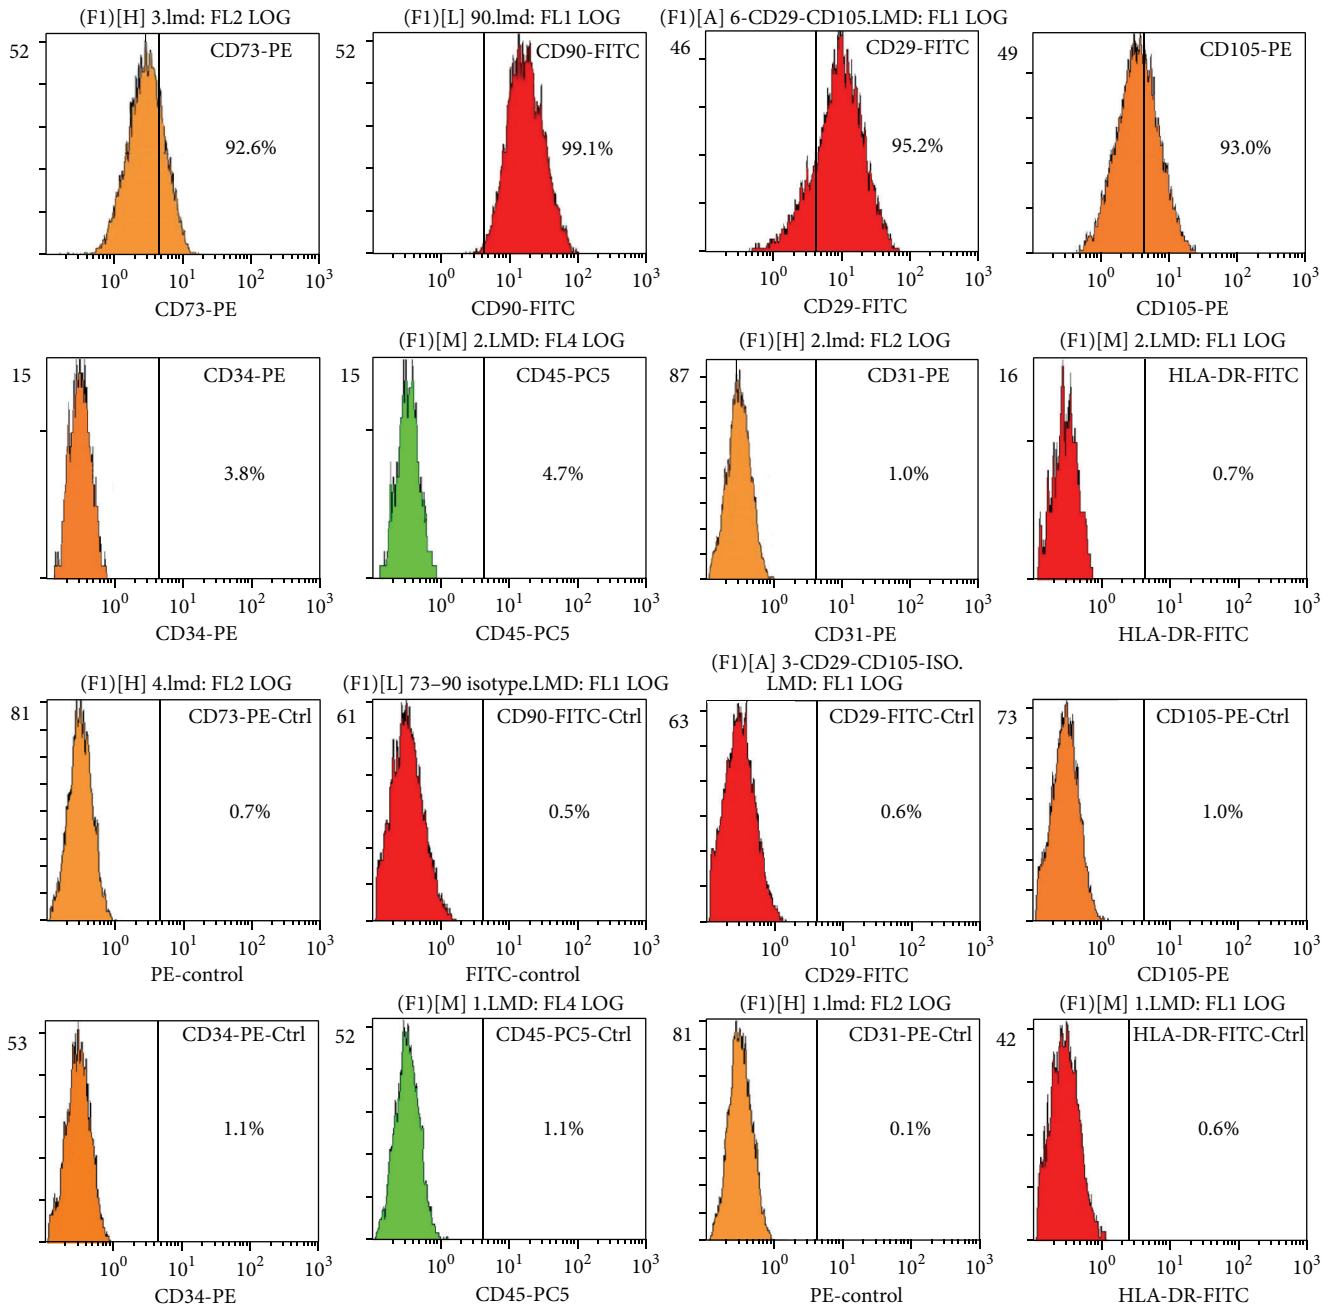 (F1)[H] 3.lmd: FL2 LOG
52
CD73-PE
92.6%
10^0 10^1 10^2 10^3
CD73-PE
(F1)[L] 90.lmd: FL1 LOG
52
CD90-FITC
99.1%
10^0 10^1 10^2 10^3
CD90-FITC
(F1)[A] 6-CD29-CD105.LMD: FL1 LOG
46
CD29-FITC
95.2%
10^0 10^1 10^2 10^3
CD29-FITC
49
CD105-PE
93.0%
10^0 10^1 10^2 10^3
CD105-PE
15
CD34-PE
3.8%
10^0 10^1 10^2 10^3
CD34-PE
(F1)[M] 2.LMD: FL4 LOG
15
CD45-PC5
4.7%
10^0 10^1 10^2 10^3
CD45-PC5
(F1)[H] 2.lmd: FL2 LOG
87
CD31-PE
1.0%
10^0 10^1 10^2 10^3
CD31-PE
(F1)[M] 2.LMD: FL1 LOG
16
HLA-DR-FITC
0.7%
10^0 10^1 10^2 10^3
HLA-DR-FITC
(F1)[H] 4.lmd: FL2 LOG
81
CD73-PE-Ctrl
0.7%
10^0 10^1 10^2 10^3
PE-control
(F1)[L] 73–90 isotype.LMD: FL1 LOG
61
CD90-FITC-Ctrl
0.5%
10^0 10^1 10^2 10^3
FITC-control
(F1)[A] 3-CD29-CD105-ISO.
LMD: FL1 LOG
63
CD29-FITC-Ctrl
0.6%
10^0 10^1 10^2 10^3
CD29-FITC
73
CD105-PE-Ctrl
1.0%
10^0 10^1 10^2 10^3
CD105-PE
53
CD34-PE-Ctrl
1.1%
10^0 10^1 10^2 10^3
CD34-PE
(F1)[M] 1.LMD: FL4 LOG
52
CD45-PC5-Ctrl
1.1%
10^0 10^1 10^2 10^3
CD45-PC5
(F1)[H] 1.lmd: FL2 LOG
81
CD31-PE-Ctrl
0.1%
10^0 10^1 10^2 10^3
PE-control
(F1)[M] 1.LMD: FL1 LOG
42
HLA-DR-FITC-Ctrl
0.6%
10^0 10^1 10^2 10^3
HLA-DR-FITC